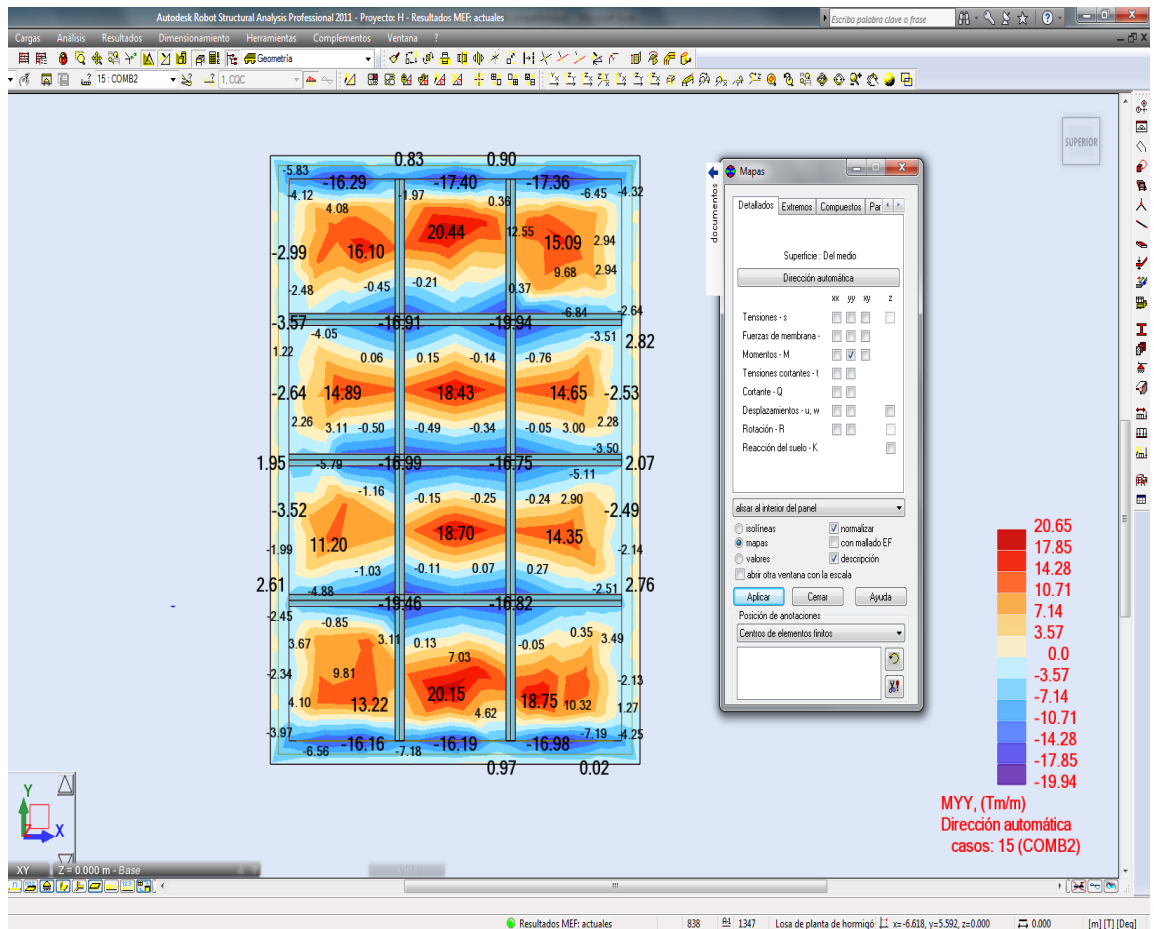 Autodesk Robot Structural Analysis Professional 2011 - Proyecto: H - Resultados MEF: actuales
Escriba palabra clave o frase
Cargas Análisis Resultados Dimensionamiento Herramientas Complementos Ventana ?
Geometría
15 : COMB2 1, CQC
SUPERIOR
0.83 0.90
-5.83 -16.29 -17.40 -17.36
-4.12 -1.97 -6.45 -4.32
4.08 0.36
20.44 12.55 15.09 2.94
-2.99 16.10
9.68 2.94
-2.48 -0.45 -0.21 0.37
-6.84 -2.64
-3.57 -16.91 -19.94
-4.05 -3.51 2.82
1.22 0.06 0.15 -0.14 -0.76
-2.64 14.89 18.43 14.65 -2.53
2.26 3.11 -0.50 -0.49 -0.34 -0.05 3.00 2.28
-3.50
1.95 -5.79 -16.99 -16.75 2.07
-5.11
-1.16 -0.15 -0.25 -0.24 2.90
-3.52 -2.49
11.20 18.70 14.35
-1.99 -2.14
-1.03 -0.11 0.07 0.27
2.61 -4.88 -2.51 2.76
-19.46 -16.82
-2.45 -0.85
3.67 3.11 0.13 -0.05 0.35 3.49
7.03
-2.34 9.81 -2.13
4.10 13.22 20.15 4.62 18.75 10.32 1.27
-3.97 -7.19 -4.25
-6.56 -16.16 -7.18 -16.19 -16.98
0.97 0.02
documentos
Mapas
Detallados Extremos Compuestos Par
Superficie : Del medio
Dirección automática
xx yy xy z
Tensiones - s
Fuerzas de membrana -
Momentos - M
Tensiones cortantes - t
Cortante - Q
Desplazamientos - u, w
Rotación - R
Reacción del suelo - K
alisar al interior del panel
isolíneas normalizar
mapas con mallado EF
valores descripción
abrir otra ventana con la escala
Aplicar Cerrar Ayuda
Posición de anotaciones
Centros de elementos finitos
20.65
17.85
14.28
10.71
7.14
3.57
0.0
-3.57
-7.14
-10.71
-14.28
-17.85
-19.94
MYY, (Tm/m)
Dirección automática
casos: 15 (COMB2)
Y
Z X
XY Z = 0.000 m - Base
Vista
Resultados MEF: actuales 838 1347 Losa de planta de hormigó x=-6.618, y=5.592, z=0.000 0.000 [m] [T] [Deg]